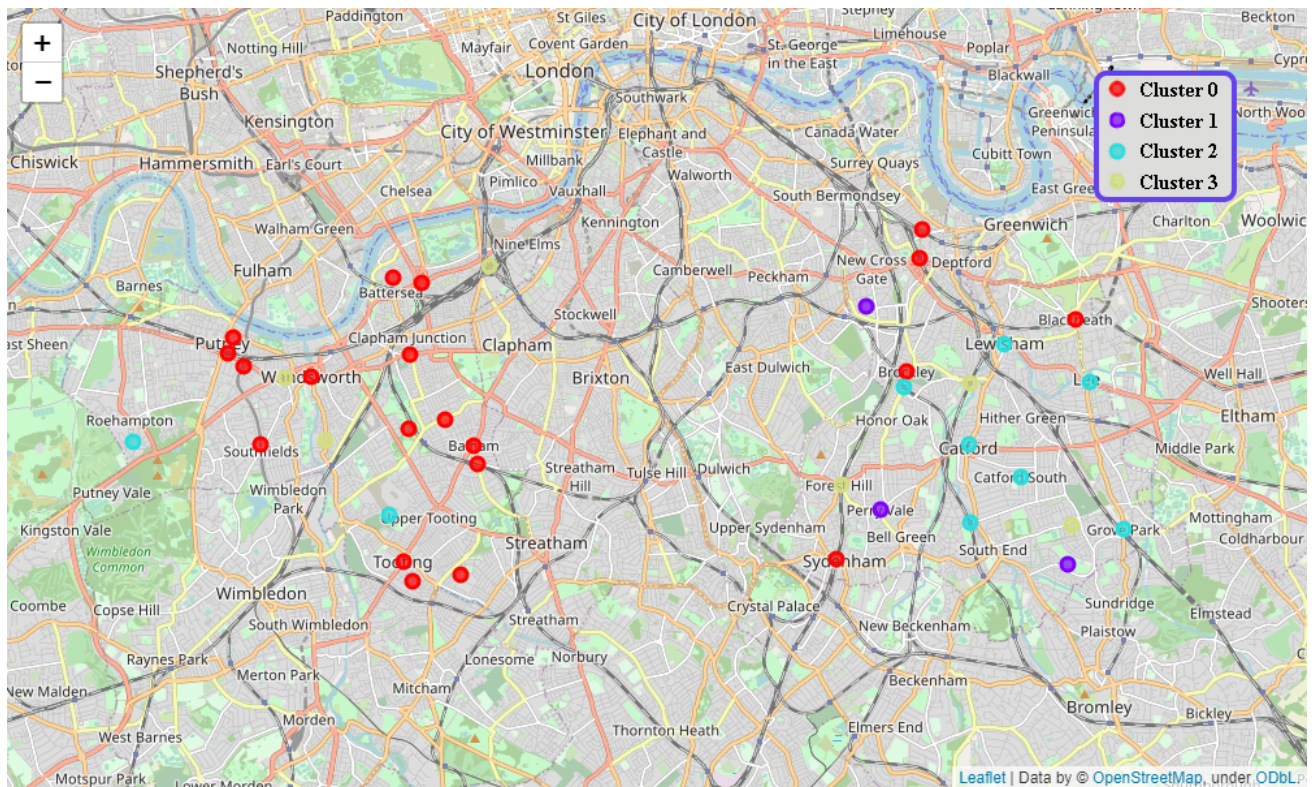 +
−
Paddington
St Giles
City of London
Stepney
Limehouse
Beckton
Notting Hill
Mayfair
Covent Garden
St. George
in the East
Poplar
Shepherd's
Bush
London
Blackwall
Cluster 0
Cluster 1
Cluster 2
Cluster 3
Southwark
Kensington
City of Westminster
Elephant and
Castle
Canada Water
North Woo
Chiswick
Hammersmith
Earl's Court
Millbank
Surrey Quays
Cubitt Town
Pimlico
Walworth
Chelsea
Vauxhall
South Bermondsey
East Gre
Walham Green
Kennington
Greenwich
Charlton
Woolwic
Nine Elms
Fulham
Camberwell
Peckham
New Cross
Gate
Deptford
Barnes
Battersea
Stockwell
Shooters
Blackheath
ast Sheen
Putney
Clapham Junction
Clapham
Lewisham
Wandsworth
Brixton
East Dulwich
Brockley
Lee
Well Hall
Roehampton
Honor Oak
Hither Green
Eltham
Southfields
Balham
Catford
Middle Park
Putney Vale
Wimbledon
Park
Streatham
Hill
Tulse Hill
Dulwich
Forest Hill
Catford South
Kingston Vale
Upper Tooting
Upper Sydenham
Perry Vale
Mottingham
Wimbledon
Common
Streatham
Bell Green
South End
Grove Park
Coldharbour
Tooting
Sydenham
Coombe
Copse Hill
Wimbledon
Crystal Palace
Sundridge
Elmstead
South Wimbledon
Streatham
New Beckenham
Plaistow
Raynes Park
Lonesome
Norbury
Merton Park
Mitcham
Beckenham
New Malden
Morden
Bromley
Bickley
West Barnes
Thornton Heath
Elmers End
Motspur Park
Lower Morden
Leaflet | Data by © OpenStreetMap, under ODbL.